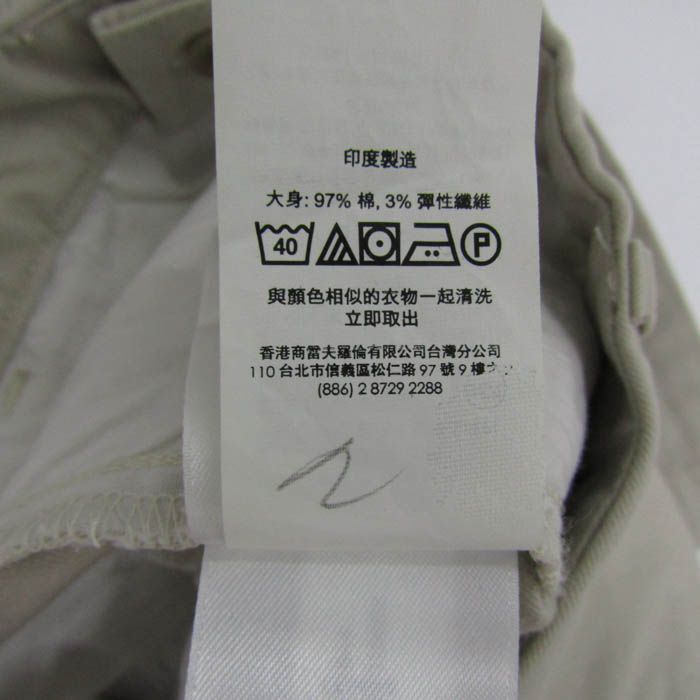 印度製造
大身: 97% 棉, 3% 彈性纖維
40 P
與顏色相似的衣物一起清洗
立即取出
香港商雷夫羅倫有限公司台灣分公司
110 台北市信義區松仁路 97 號 9 樓之
(886) 2 8729 2288